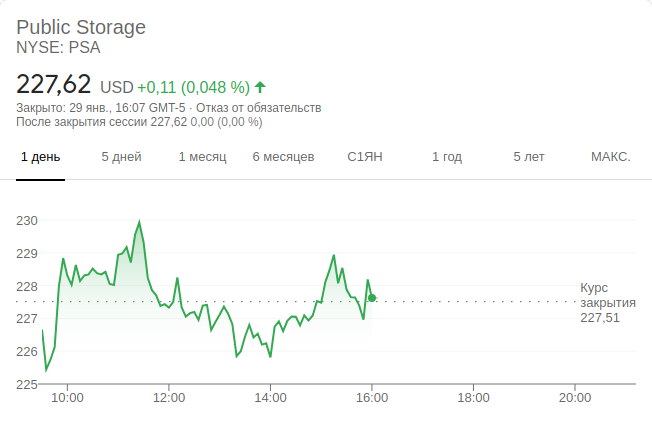 Public Storage
NYSE: PSA
227,62 USD +0,11 (0,048 %)
Закрыто: 29 янв., 16:07 GMT-5 · Отказ от обязательств
После закрытия сессии 227,62 0,00 (0,00 %)
1 день 5 дней 1 месяц 6 месяцев С1ЯН 1 год 5 лет МАКС.
230
229
228
227
226
225
Курс
закрытия
227,51
10:00 12:00 14:00 16:00 18:00 20:00